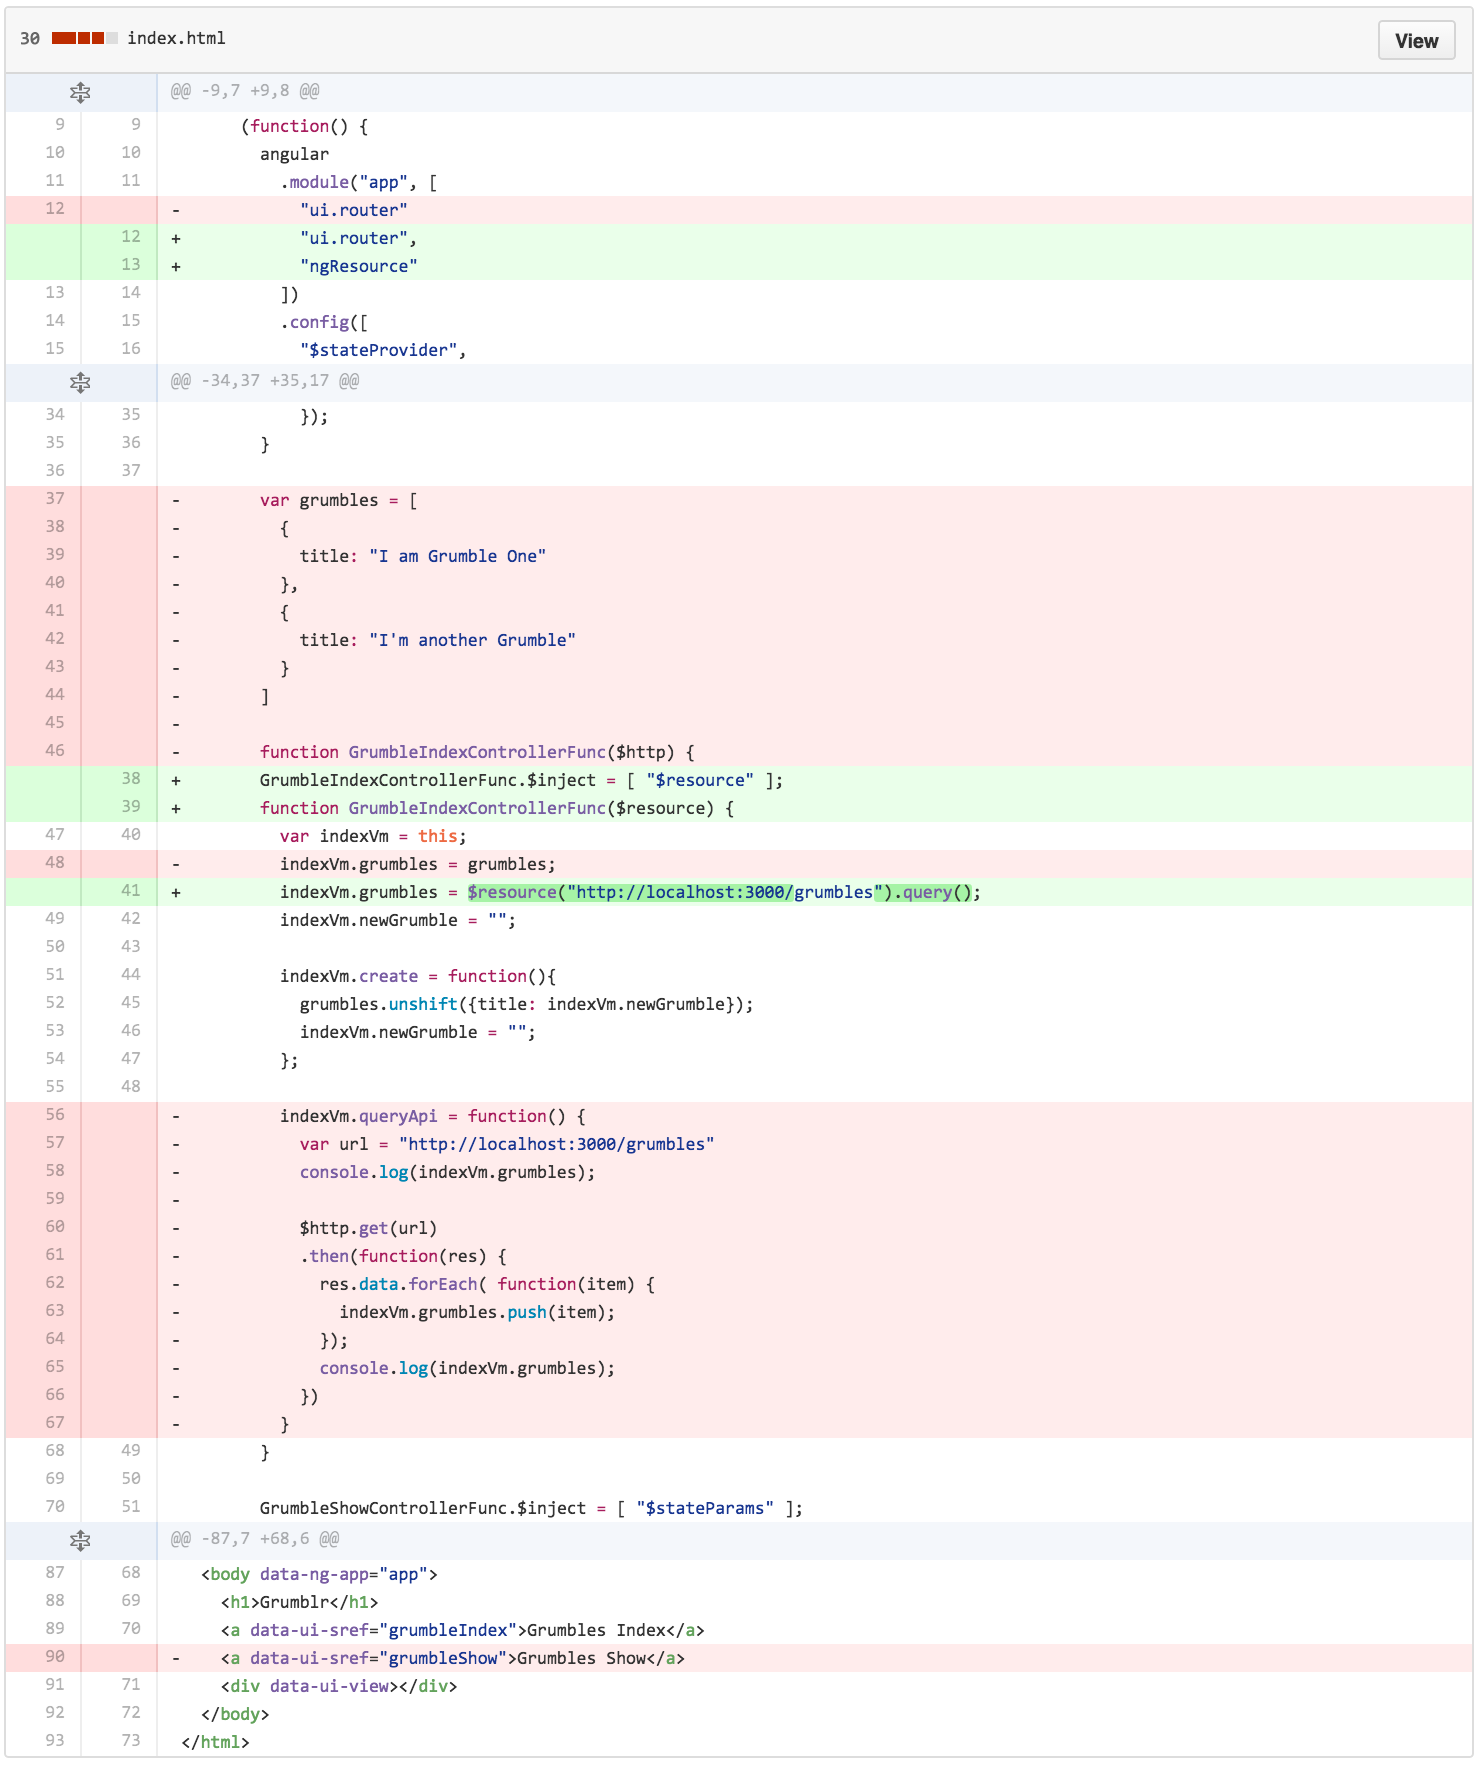 30 index.html View
@@ -9,7 +9,8 @@
9 9 (function() {
10 10 angular
11 11 .module("app", [
12 - "ui.router"
12 + "ui.router",
13 + "ngResource"
13 14 ])
14 15 .config([
15 16 "$stateProvider",
@@ -34,37 +35,17 @@
34 35 });
35 36 }
36 37
37 - var grumbles = [
38 - {
39 - title: "I am Grumble One"
40 - },
41 - {
42 - title: "I'm another Grumble"
43 - }
44 - ]
45 -
46 - function GrumbleIndexControllerFunc($http) {
38 + GrumbleIndexControllerFunc.$inject = [ "$resource" ];
39 + function GrumbleIndexControllerFunc($resource) {
47 40 var indexVm = this;
48 - indexVm.grumbles = grumbles;
41 + indexVm.grumbles = $resource("http://localhost:3000/grumbles").query();
49 42 indexVm.newGrumble = "";
50 43
51 44 indexVm.create = function(){
52 45 grumbles.unshift({title: indexVm.newGrumble});
53 46 indexVm.newGrumble = "";
54 47 };
55 48
56 - indexVm.queryApi = function() {
57 - var url = "http://localhost:3000/grumbles"
58 - console.log(indexVm.grumbles);
59 -
60 - $http.get(url)
61 - .then(function(res) {
62 - res.data.forEach( function(item) {
63 - indexVm.grumbles.push(item);
64 - });
65 - console.log(indexVm.grumbles);
66 - })
67 - }
68 49 }
69 50
70 51 GrumbleShowControllerFunc.$inject = [ "$stateParams" ];
@@ -87,7 +68,6 @@
87 68 <body data-ng-app="app">
88 69 <h1>Grumblr</h1>
89 70 <a data-ui-sref="grumbleIndex">Grumbles Index</a>
90 - <a data-ui-sref="grumbleShow">Grumbles Show</a>
91 71 <div data-ui-view></div>
92 72 </body>
93 73 </html>